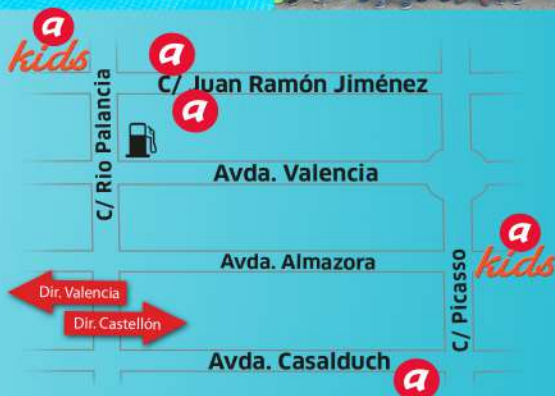 a
kids
a
C/ Juan Ramón Jiménez
a
C/ Rio Palancia
Avda. Valencia
a
kids
Avda. Almazora
C/ Picasso
Dir. Valencia
Dir. Castellón
Avda. Casalduch
a